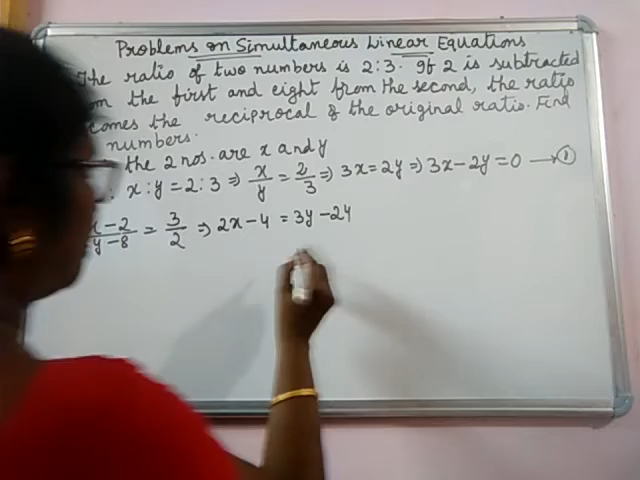 Problems on Simultaneous Linear Equations
The ratio of two numbers is 2:3. If 2 is subtracted
om the first and eight from the second, the ratio
comes the reciprocal of the original ratio. Find
numbers.
the 2 nos. are x and y
x:y = 2:3 ⇒ x/y = 2/3 ⇒ 3x = 2y ⇒ 3x - 2y = 0 → ①
x-2/y-8 = 3/2 ⇒ 2x - 4 = 3y - 24